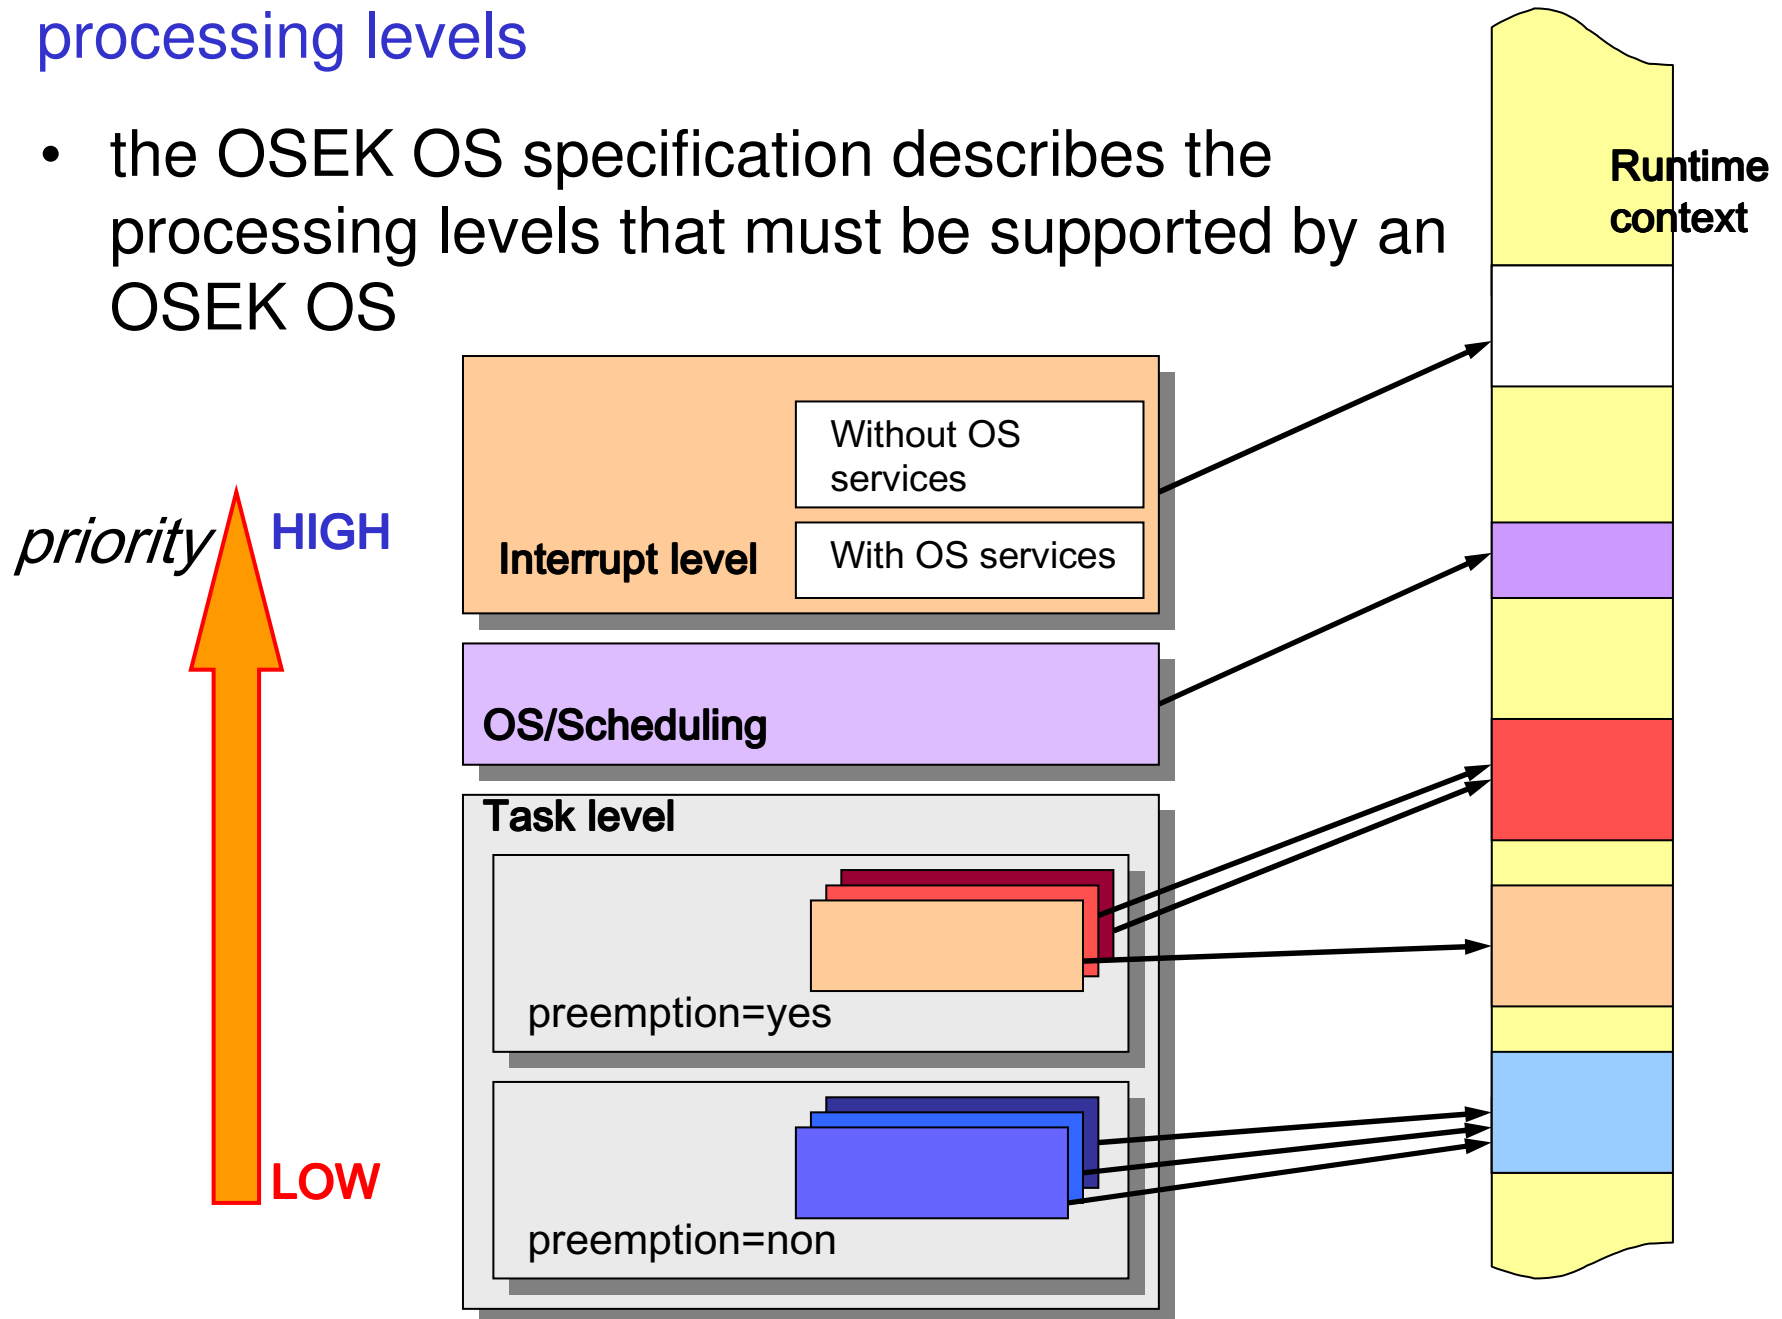 processing levels
• the OSEK OS specification describes the
processing levels that must be supported by an
OSEK OS
Runtime
context
priority
HIGH
LOW
Without OS
services
Interrupt level
With OS services
OS/Scheduling
Task level
preemption=yes
preemption=non